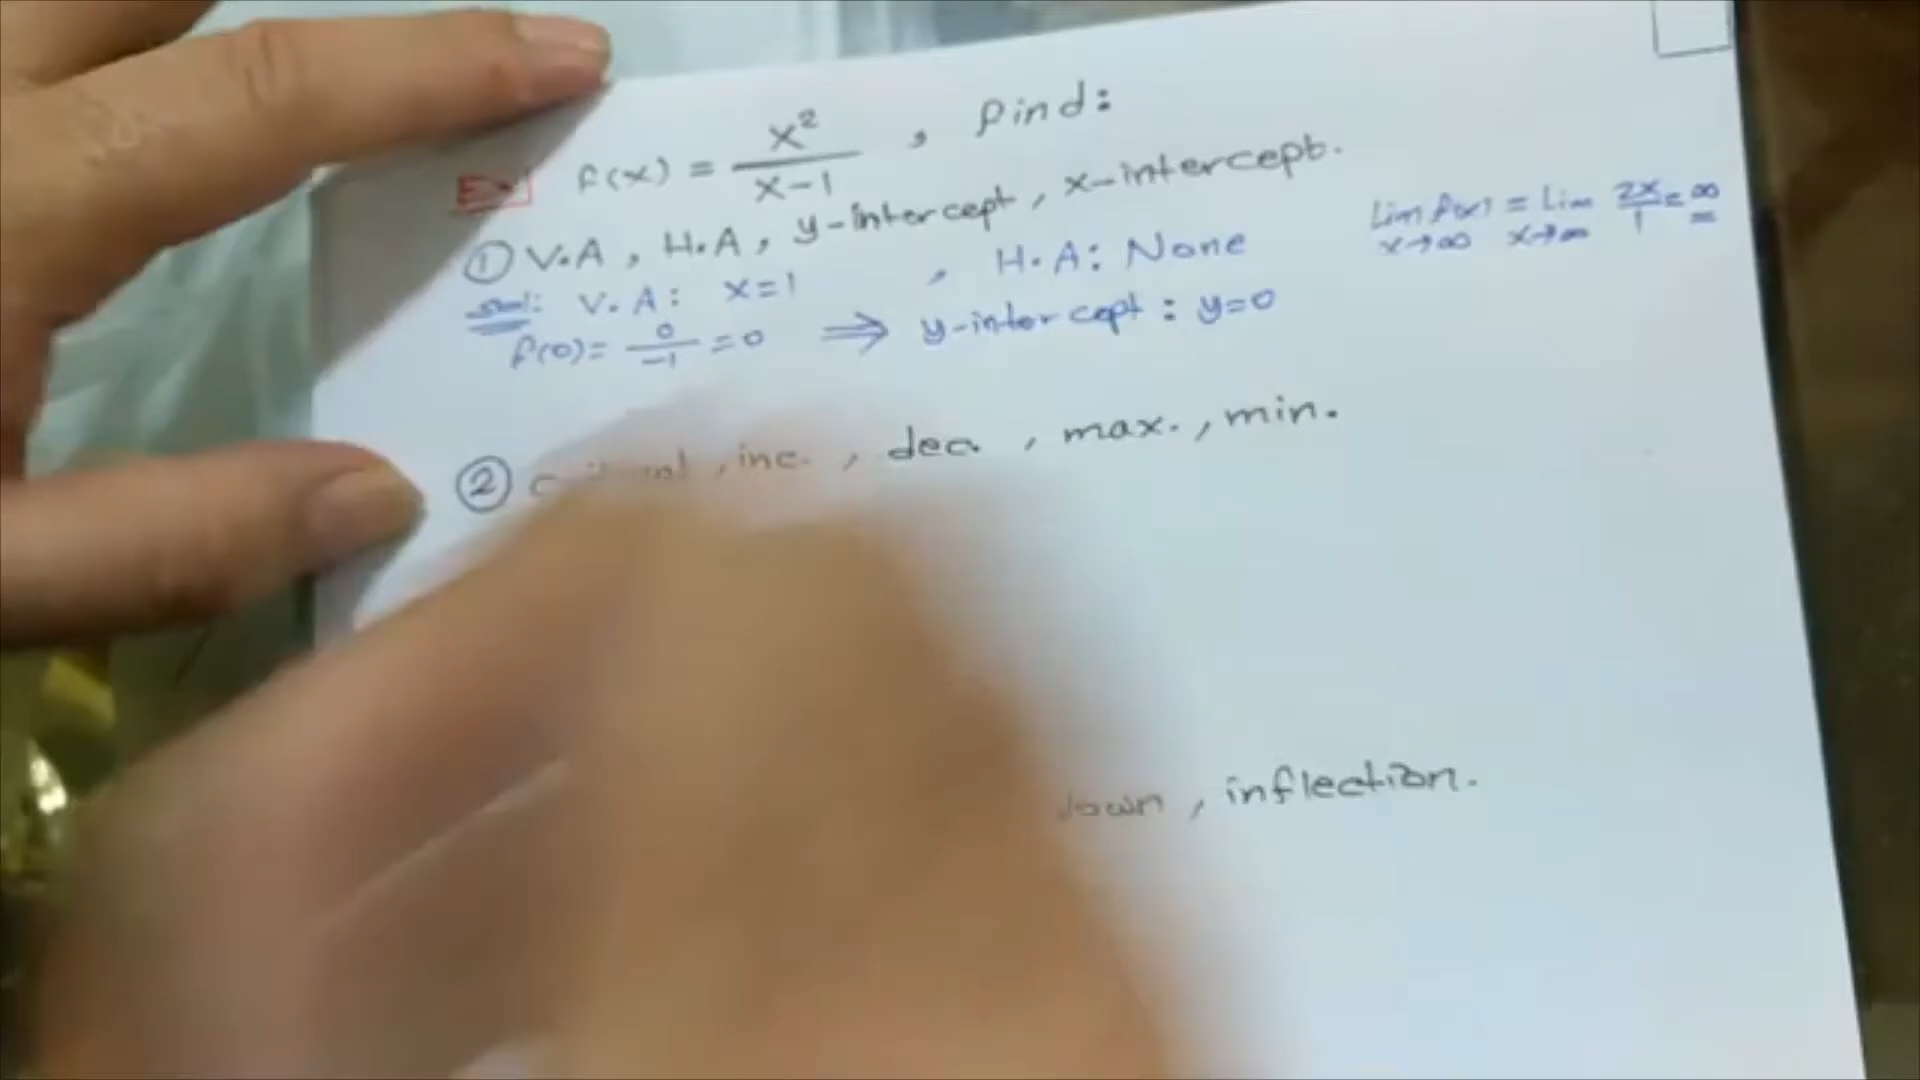 Ex f(x) = x²/(x-1) , find:
① V.A , H.A , y-intercept , x-intercept.
sol: V.A: x=1 , H.A: None
Lim f(x) = Lim 2x/1 = ∞
x→∞ x→∞
f(0) = 0/-1 = 0 ⇒ y-intercept : y=0
② , inc. , dec. , max. , min.
down , inflection.